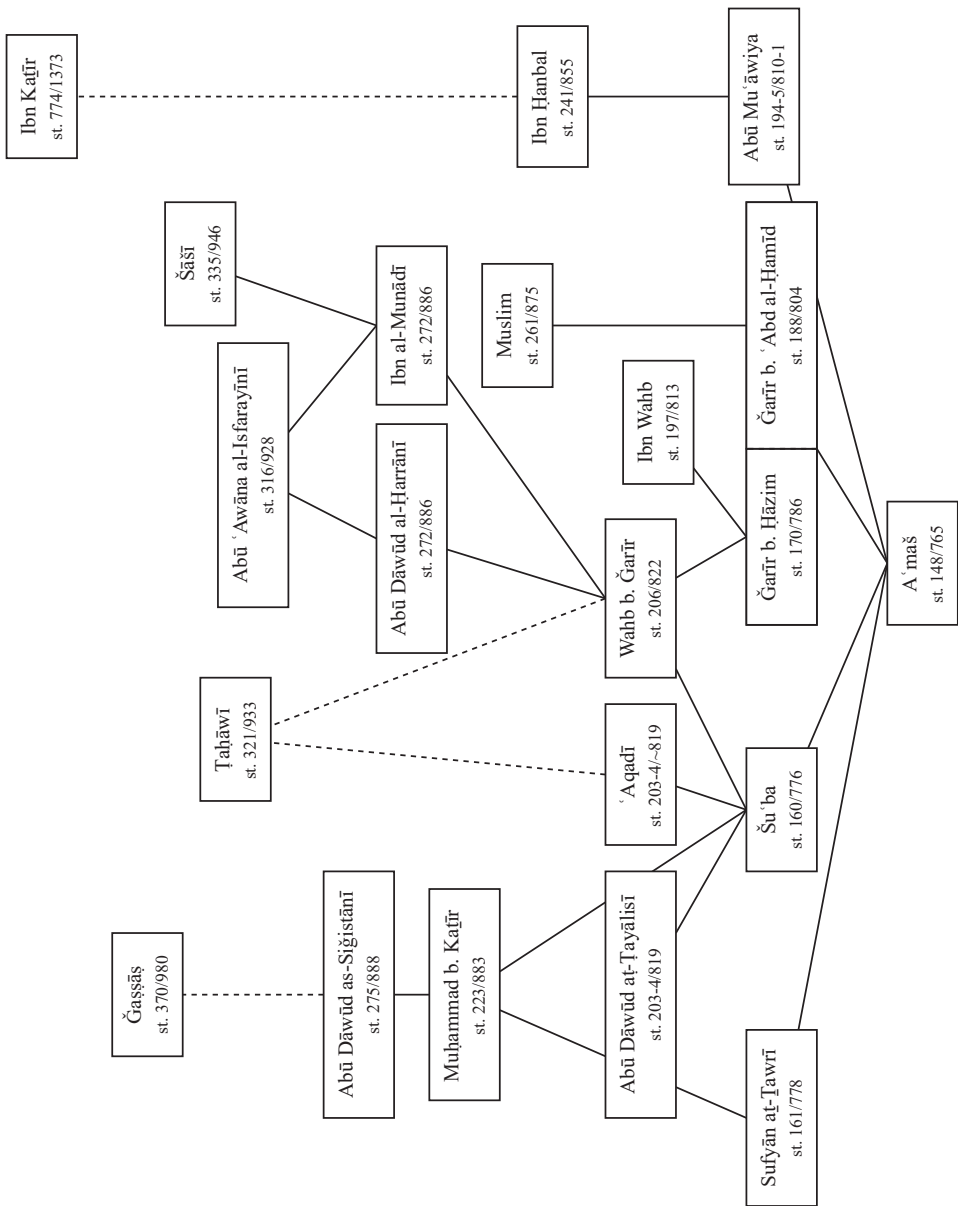 Ibn Kaṯīr
st. 774/1373
Ğaṣṣāṣ
st. 370/980
Ṭaḥāwī
st. 321/933
Abū ʿAwāna al-Isfarayīnī
st. 316/928
Šāšī
st. 335/946
Abū Dāwūd as-Siğistānī
st. 275/888
Abū Dāwūd al-Ḥarrānī
st. 272/886
Ibn al-Munādī
st. 272/886
Muḥammad b. Kaṯīr
st. 223/883
Muslim
st. 261/875
Ibn Ḥanbal
st. 241/855
Abū Dāwūd aṭ-Ṭayālisī
st. 203-4/819
ʿAqadī
st. 203-4/~819
Wahb b. Ğarīr
st. 206/822
Ibn Wahb
st. 197/813
Sufyān aṯ-Ṯawrī
st. 161/778
Šuʿba
st. 160/776
Ğarīr b. Ḥāzim
st. 170/786
Ğarīr b. ʿAbd al-Ḥamīd
st. 188/804
Abū Muʿāwiya
st. 194-5/810-1
Aʿmaš
st. 148/765